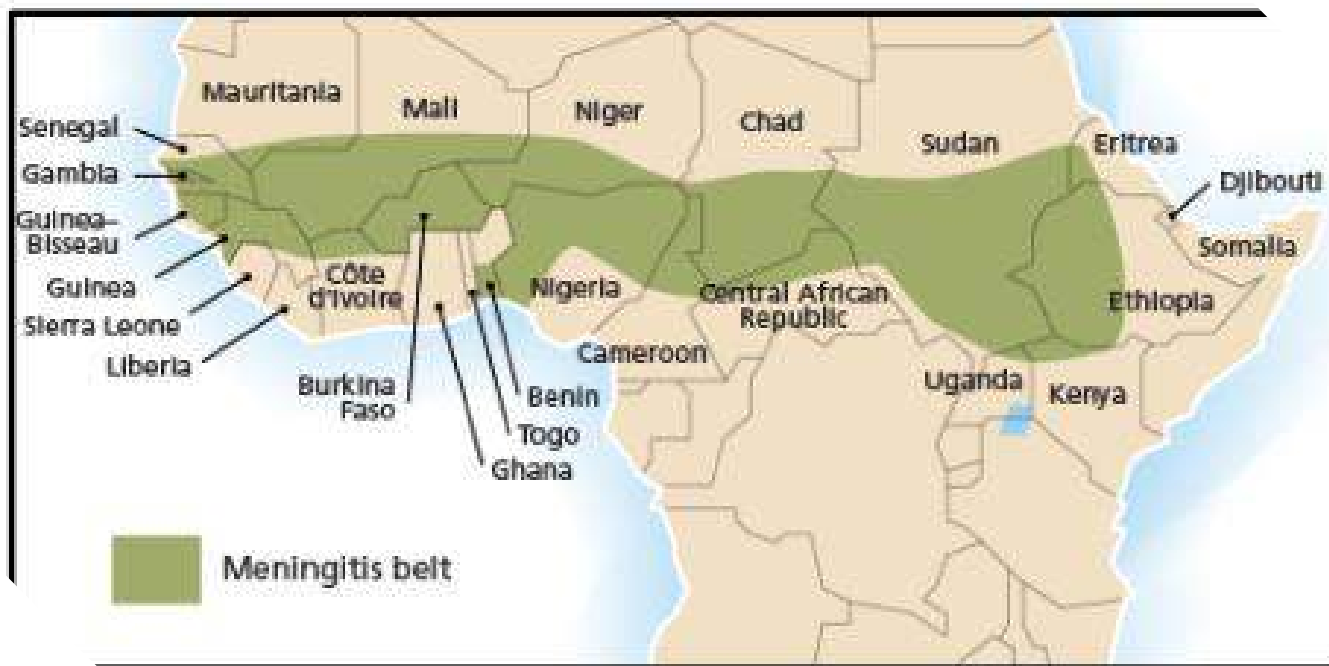 Mauritania
Mali
Niger
Chad
Sudan
Eritrea
Senegal
Gambia
Djibouti
Guinea–
Bisseau
Somalia
Guinea
Côte
d'Ivoire
Nigeria
Central African
Republic
Ethiopia
Sierra Leone
Liberia
Cameroon
Burkina
Faso
Benin
Uganda
Kenya
Togo
Ghana
Meningitis belt